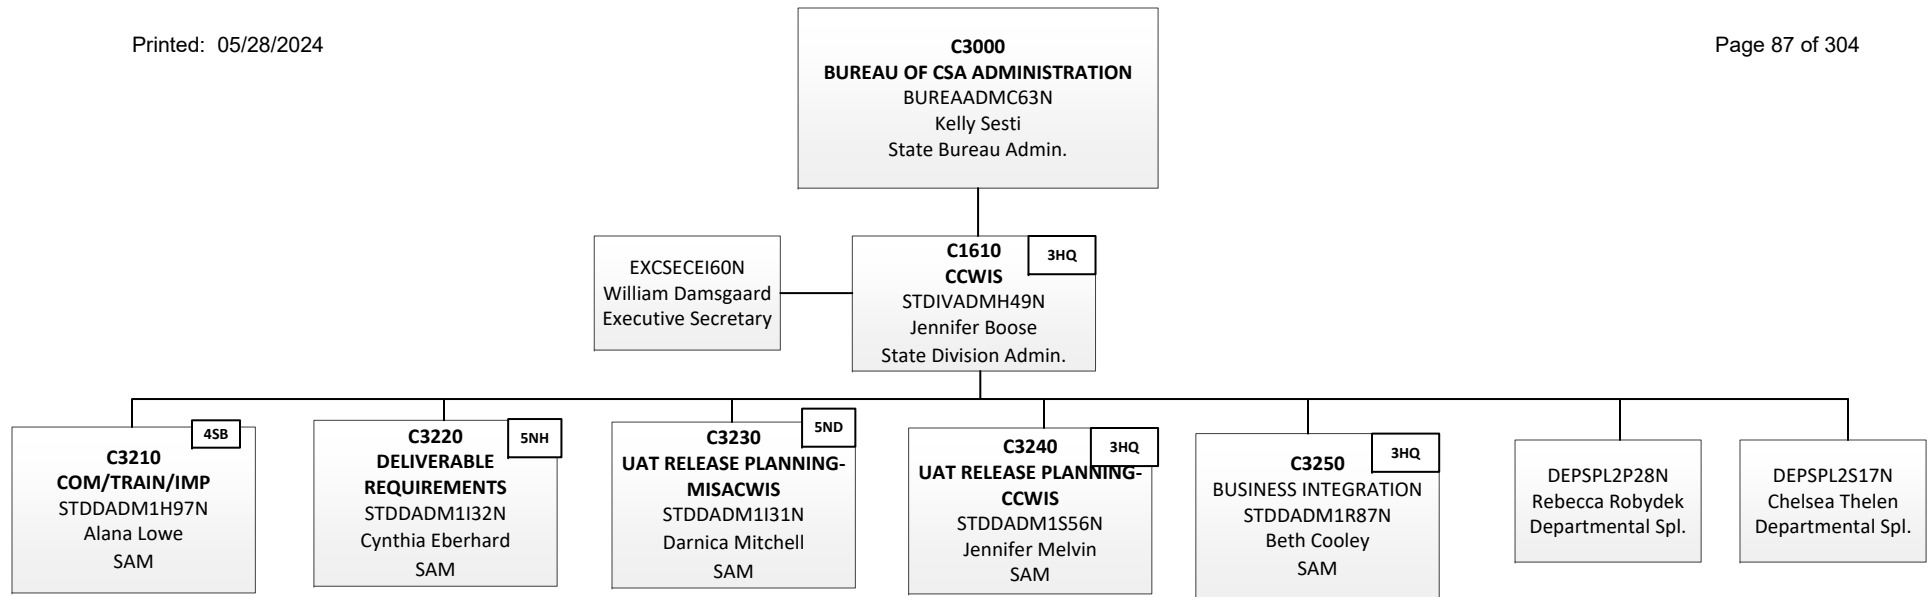 Printed: 05/28/2024
Page 87 of 304
C3000
BUREAU OF CSA ADMINISTRATION
BUREAADMC63N
Kelly Sesti
State Bureau Admin.
EXCSECEI60N
William Damsgaard
Executive Secretary
3HQ
C1610
CCWIS
STDIVADMH49N
Jennifer Boose
State Division Admin.
4SB
C3210
COM/TRAIN/IMP
STDDADM1H97N
Alana Lowe
SAM
5NH
C3220
DELIVERABLE
REQUIREMENTS
STDDADM1I32N
Cynthia Eberhard
SAM
5ND
C3230
UAT RELEASE PLANNING-
MISACWIS
STDDADM1I31N
Darnica Mitchell
SAM
3HQ
C3240
UAT RELEASE PLANNING-
CCWIS
STDDADM1S56N
Jennifer Melvin
SAM
3HQ
C3250
BUSINESS INTEGRATION
STDDADM1R87N
Beth Cooley
SAM
DEPSPL2P28N
Rebecca Robydek
Departmental Spl.
DEPSPL2S17N
Chelsea Thelen
Departmental Spl.